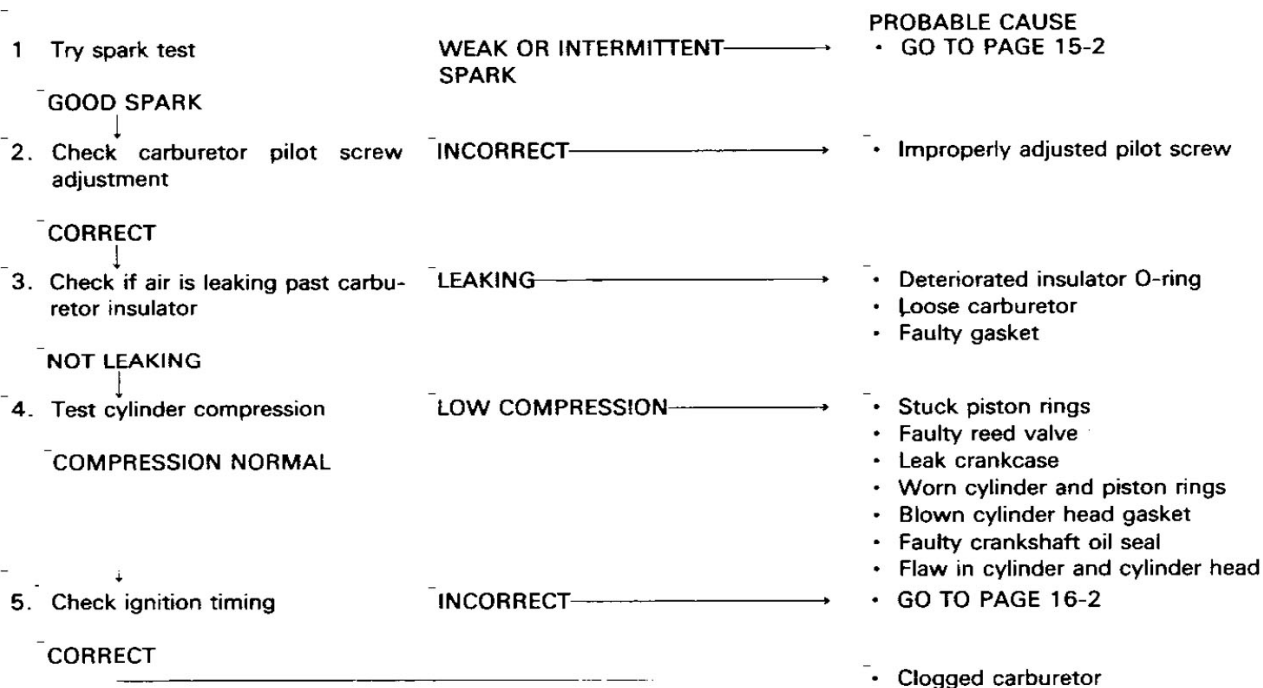 PROBABLE CAUSE
1 Try spark test WEAK OR INTERMITTENT SPARK • GO TO PAGE 15-2
GOOD SPARK
2. Check carburetor pilot screw adjustment INCORRECT • Improperly adjusted pilot screw
CORRECT
3. Check if air is leaking past carbu-
retor insulator
LEAKING
• Deteriorated insulator O-ring
• Loose carburetor
• Faulty gasket
NOT LEAKING
4. Test cylinder compression
LOW COMPRESSION
• Stuck piston rings
• Faulty reed valve
• Leak crankcase
• Worn cylinder and piston rings
• Blown cylinder head gasket
• Faulty crankshaft oil seal
• Flaw in cylinder and cylinder head
COMPRESSION NORMAL
5. Check ignition timing
INCORRECT
• GO TO PAGE 16-2
CORRECT
• Clogged carburetor